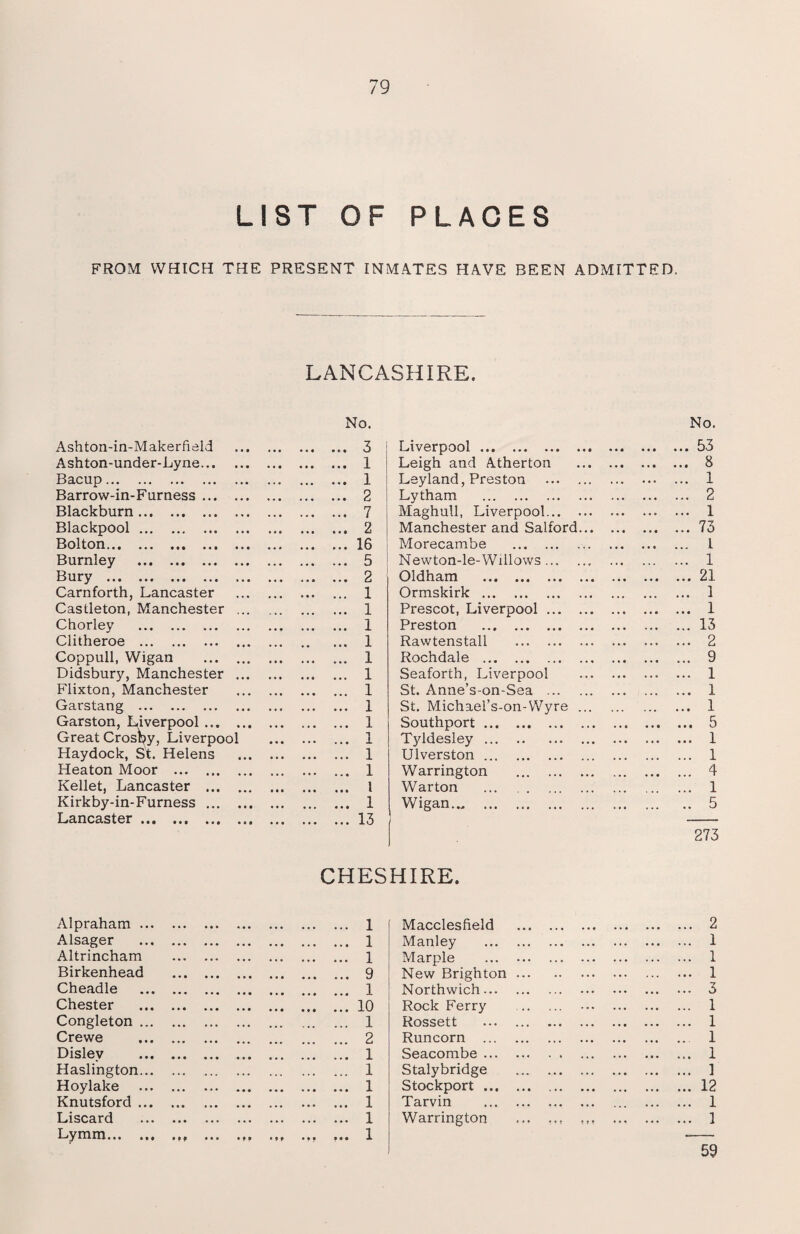 79
LIST OF PLACES
FROM WHICH THE PRESENT INMATES HAVE BEEN ADMITTED.
LANCASHIRE.
No.
Ashton-in-Makerfield ... ... ... ... 3
Ashton-under-Lyne... ... ... ... ... 1
Bacup... ... ... ... ... ... ... ... 1
Barrow-in-Furness ... ... ... ... ... 2
Blackburn ... ... ... ... ... ... ... 7
Blackpool ... ... ... ... ... ... ... 2
Bolton... ... ... ... ... ... ... ... 16
Burnley ... ... ... ... ... ... ... 5
Bury ... ... ... ... ... ... ... ... 2
Carnforth, Lancaster ... ... ... ... 1
Castleton, Manchester ... ... ... ... 1
Chorley ... ... ... ... ... ... ... 1
Clitheroe ... ... ... ... ... ... ... 1
Coppull, Wigan ... ... ... ... ... 1
Didsbury, Manchester ... ... ... ... 1
Flixton, Manchester ... ... ... ... 1
Garstang ... ... ... ... ... ... ... 1
Garston, Liverpool ... ... ... ... ... 1
Great Crosby, Liverpool ... ... ... 1
Haydock, St. Helens ... ... ... ... 1
Heaton Moor ... ... ... ... ... ... 1
Kellet, Lancaster ... ... ... ... ... 1
Kirkby-in-Furness ... ... ... ... ... 1
Lancaster ... ... ... ... ... ... ... 13
No.
Liverpool ... ... ... ... ... ... ... 53
Leigh and Atherton ... ... ... ... 8
Leyland, Preston ... ... ... ... ... 1
Lytham ... ... ... ... ... ... ... 2
Maghull, Liverpool... ... ... ... ... 1
Manchester and Salford... ... ... ... 73
Morecambe ... ... ... ... ... ... 1
Newton-le-Willows ... ... ... ... ... 1
Oldham ... ... ... ... ... ... ... 21
Ormskirk ... ... ... ... ... ... ... 1
Prescot, Liverpool ... ... ... ... ... 1
Preston ... ... ... ... ... ... ... 13
Rawtenstall ... ... ... ... ... ... 2
Rochdale ... ... ... ... ... ... ... 9
Seaforth, Liverpool ... ... ... ... 1
St. Anne's-on-Sea ... ... ... ... ... 1
St. Michael's-on-Wyre ... ... ... ... 1
Southport ... ... ... ... ... ... ... 5
Tyldesley ... ... ... ... ... ... ... 1
Ulverston ... ... ... ... ... ... ... 1
Warrington ... ... ... ... ... ... 4
Warton ... ... ... ... ... ... ... 1
Wigan... ... ... ... ... ... ... ... 5
273
CHESHIRE.
Alpraham ... ... ... ... ... ... ... 1
Alsager ... ... ... ... ... ... ... 1
Altrincham ... ... ... ... ... ... 1
Birkenhead ... ... ... ... ... ... 9
Cheadle ... ... ... ... ... ... ... 1
Chester ... ... ... ... ... ... ... 10
Congleton ... ... ... ... ... ... ... 1
Crewe ... ... ... ... ... ... ... 2
Disley ... ... ... ... ... ... ... 1
Haslington... ... ... ... ... ... ... 1
Hoylake ... ... ... ... ... ... ... 1
Knutsford ... ... ... ... ... ... ... 1
Liscard ... ... ... ... ... ... ... 1
Lymm... ... ... ... ... ... ... ... 1
Macclesfield ... ... ... ... ... ... 2
Manley ... ... ... ... ... ... ... 1
Marple ... ... ... ... ... ... ... 1
New Brighton ... ... ... ... ... ... 1
Northwich ... ... ... ... ... ... ... 3
Rock Ferry ... ... ... ... ... ... 1
Rossett ... ... ... ... ... ... ... 1
Runcorn ... ... ... ... ... ... ... 1
Seacombe ... ... ... ... ... ... ... 1
Stalybridge ... ... ... ... ... ... 1
Stockport ... ... ... ... ... ... ... 12
Tarvin ... ... ... ... ... ... ... 1
Warrington ... ... ... ... ... ... 1
59